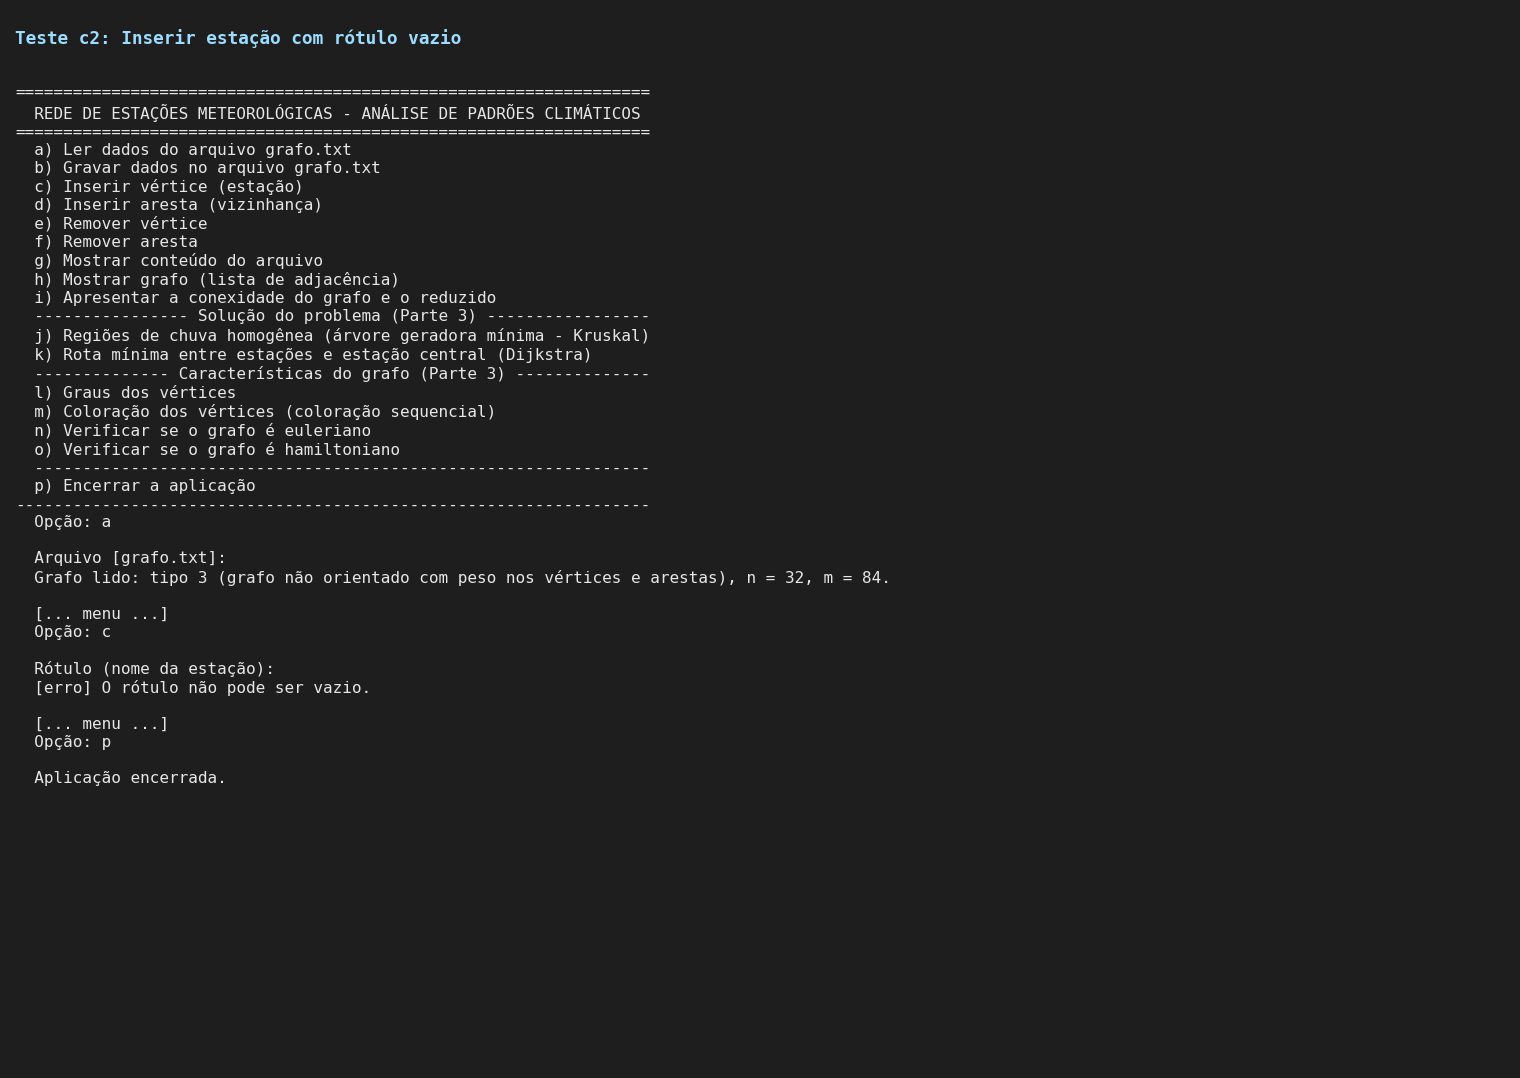 Teste c2: Inserir estação com rótulo vazio
==================================================================
REDE DE ESTAÇÕES METEOROLÓGICAS - ANÁLISE DE PADRÕES CLIMÁTICOS
==================================================================
a) Ler dados do arquivo grafo.txt
b) Gravar dados no arquivo grafo.txt
c) Inserir vértice (estação)
d) Inserir aresta (vizinhança)
e) Remover vértice
f) Remover aresta
g) Mostrar conteúdo do arquivo
h) Mostrar grafo (lista de adjacência)
i) Apresentar a conexidade do grafo e o reduzido
---------------- Solução do problema (Parte 3) -----------------
j) Regiões de chuva homogênea (árvore geradora mínima - Kruskal)
k) Rota mínima entre estações e estação central (Dijkstra)
-------------- Características do grafo (Parte 3) --------------
l) Graus dos vértices
m) Coloração dos vértices (coloração sequencial)
n) Verificar se o grafo é euleriano
o) Verificar se o grafo é hamiltoniano
----------------------------------------------------------------
p) Encerrar a aplicação
------------------------------------------------------------------
Opção: a
Arquivo [grafo.txt]:
Grafo lido: tipo 3 (grafo não orientado com peso nos vértices e arestas), n = 32, m = 84.
[... menu ...]
Opção: c
Rótulo (nome da estação):
[erro] O rótulo não pode ser vazio.
[... menu ...]
Opção: p
Aplicação encerrada.